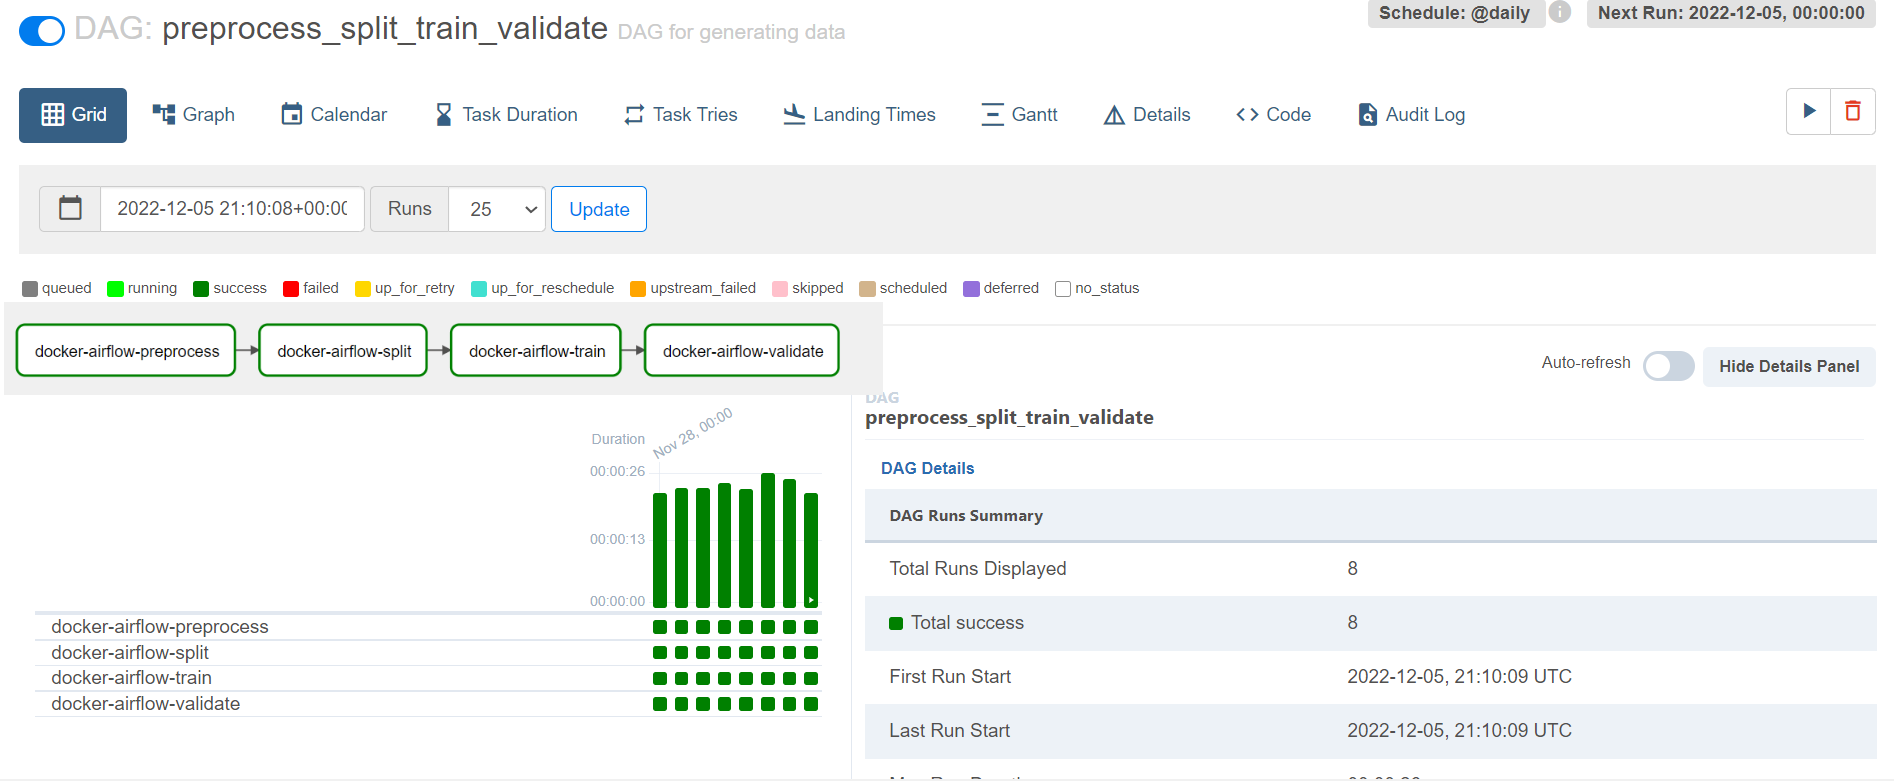 DAG: preprocess_split_train_validate DAG for generating data
Schedule: @daily
Next Run: 2022-12-05, 00:00:00
Grid
Graph
Calendar
Task Duration
Task Tries
Landing Times
Gantt
Details
Code
Audit Log
2022-12-05 21:10:08+00:00
Runs
25
Update
queued
running
success
failed
up_for_retry
up_for_reschedule
upstream_failed
skipped
scheduled
deferred
no_status
docker-airflow-preprocess
docker-airflow-split
docker-airflow-train
docker-airflow-validate
Auto-refresh
Hide Details Panel
DAG
preprocess_split_train_validate
Duration
Nov 28, 00:00
00:00:26
00:00:13
00:00:00
docker-airflow-preprocess
docker-airflow-split
docker-airflow-train
docker-airflow-validate
DAG Details
DAG Runs Summary
Total Runs Displayed 8
Total success 8
First Run Start 2022-12-05, 21:10:09 UTC
Last Run Start 2022-12-05, 21:10:09 UTC